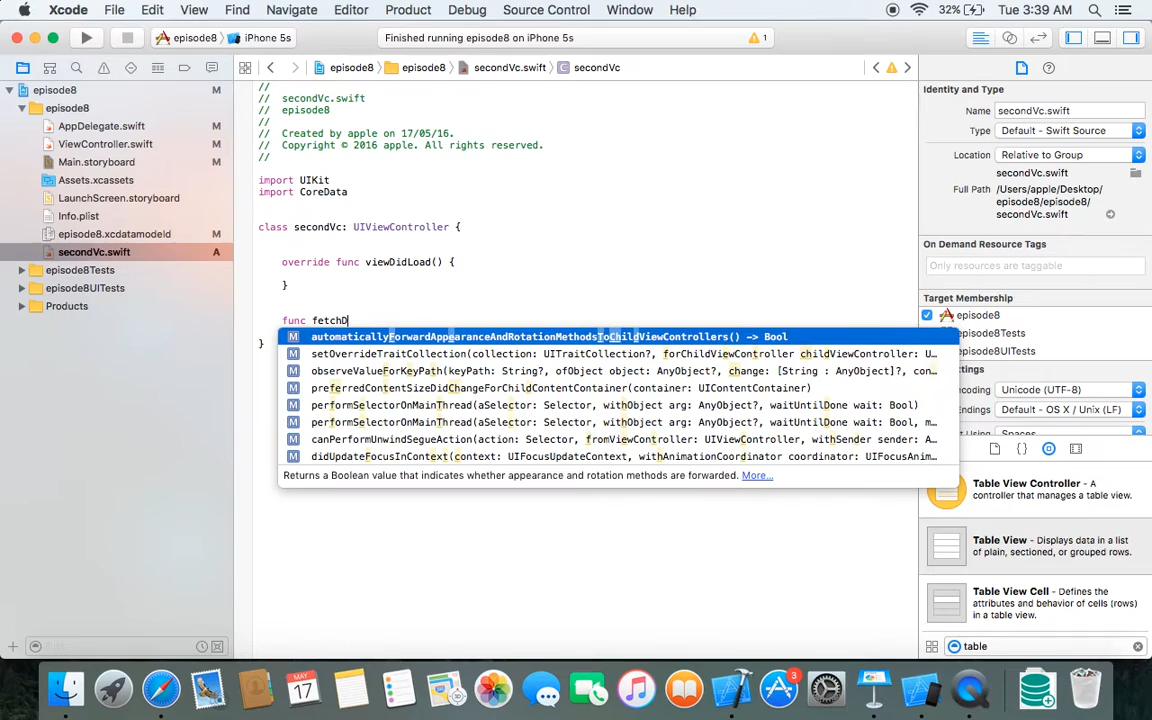 Xcode File Edit View Find Navigate Editor Product Debug Source Control Window Help 32% Tue 3:39 AM
episode8 iPhone 5s Finished running episode8 on iPhone 5s 1
episode8 episode8 secondVc.swift secondVc
episode8 M
episode8
AppDelegate.swift M
ViewController.swift M
Main.storyboard M
Assets.xcassets
LaunchScreen.storyboard
Info.plist
episode8.xcdatamodeld M
secondVc.swift A
episode8Tests
episode8UITests
Products
//
// secondVc.swift
// episode8
//
// Created by apple on 17/05/16.
// Copyright © 2016 apple. All rights reserved.
//
import UIKit
import CoreData
class secondVc: UIViewController {
override func viewDidLoad() {
}
func fetchD
}
M automaticallyForwardAppearanceAndRotationMethodsToChildViewControllers() -> Bool
M setOverrideTraitCollection(collection: UITraitCollection?, forChildViewController childViewController: U…
M observeValueForKeyPath(keyPath: String?, ofObject object: AnyObject?, change: [String : AnyObject]?, con…
M preferredContentSizeDidChangeForChildContentContainer(container: UIContentContainer)
M performSelectorOnMainThread(aSelector: Selector, withObject arg: AnyObject?, waitUntilDone wait: Bool)
M performSelectorOnMainThread(aSelector: Selector, withObject arg: AnyObject?, waitUntilDone wait: Bool, m…
M canPerformUnwindSegueAction(action: Selector, fromViewController: UIViewController, withSender sender: A…
M didUpdateFocusInContext(context: UIFocusUpdateContext, withAnimationCoordinator coordinator: UIFocusAnim…
Returns a Boolean value that indicates whether appearance and rotation methods are forwarded. More...
Identity and Type
Name secondVc.swift
Type Default - Swift Source
Location Relative to Group
secondVc.swift
Full Path /Users/apple/Desktop/
episode8/episode8/
secondVc.swift
On Demand Resource Tags
Only resources are taggable
Target Membership
episode8
episode8Tests
episode8UITests
ettings
ncoding Unicode (UTF-8)
Endings Default - OS X / Unix (LF)
Spaces
Table View Controller - A
controller that manages a table view.
Table View - Displays data in a list
of plain, sectioned, or grouped rows.
Table View Cell - Defines the
attributes and behavior of cells (rows)
in a table view.
table
MAY
17
3